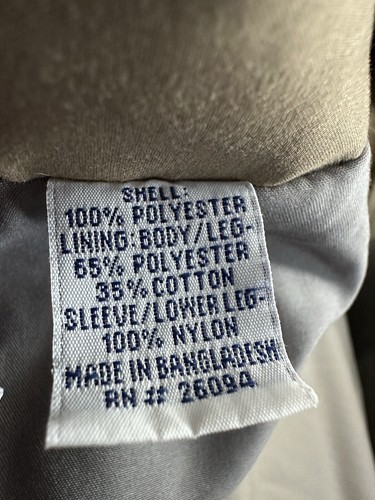 SHELL:
100% POLYESTER
LINING:BODY/LEG-
65% POLYESTER
35% COTTON
SLEEVE/LOWER LEG-
100% NYLON
MADE IN BANGLADESH
RN # 26094